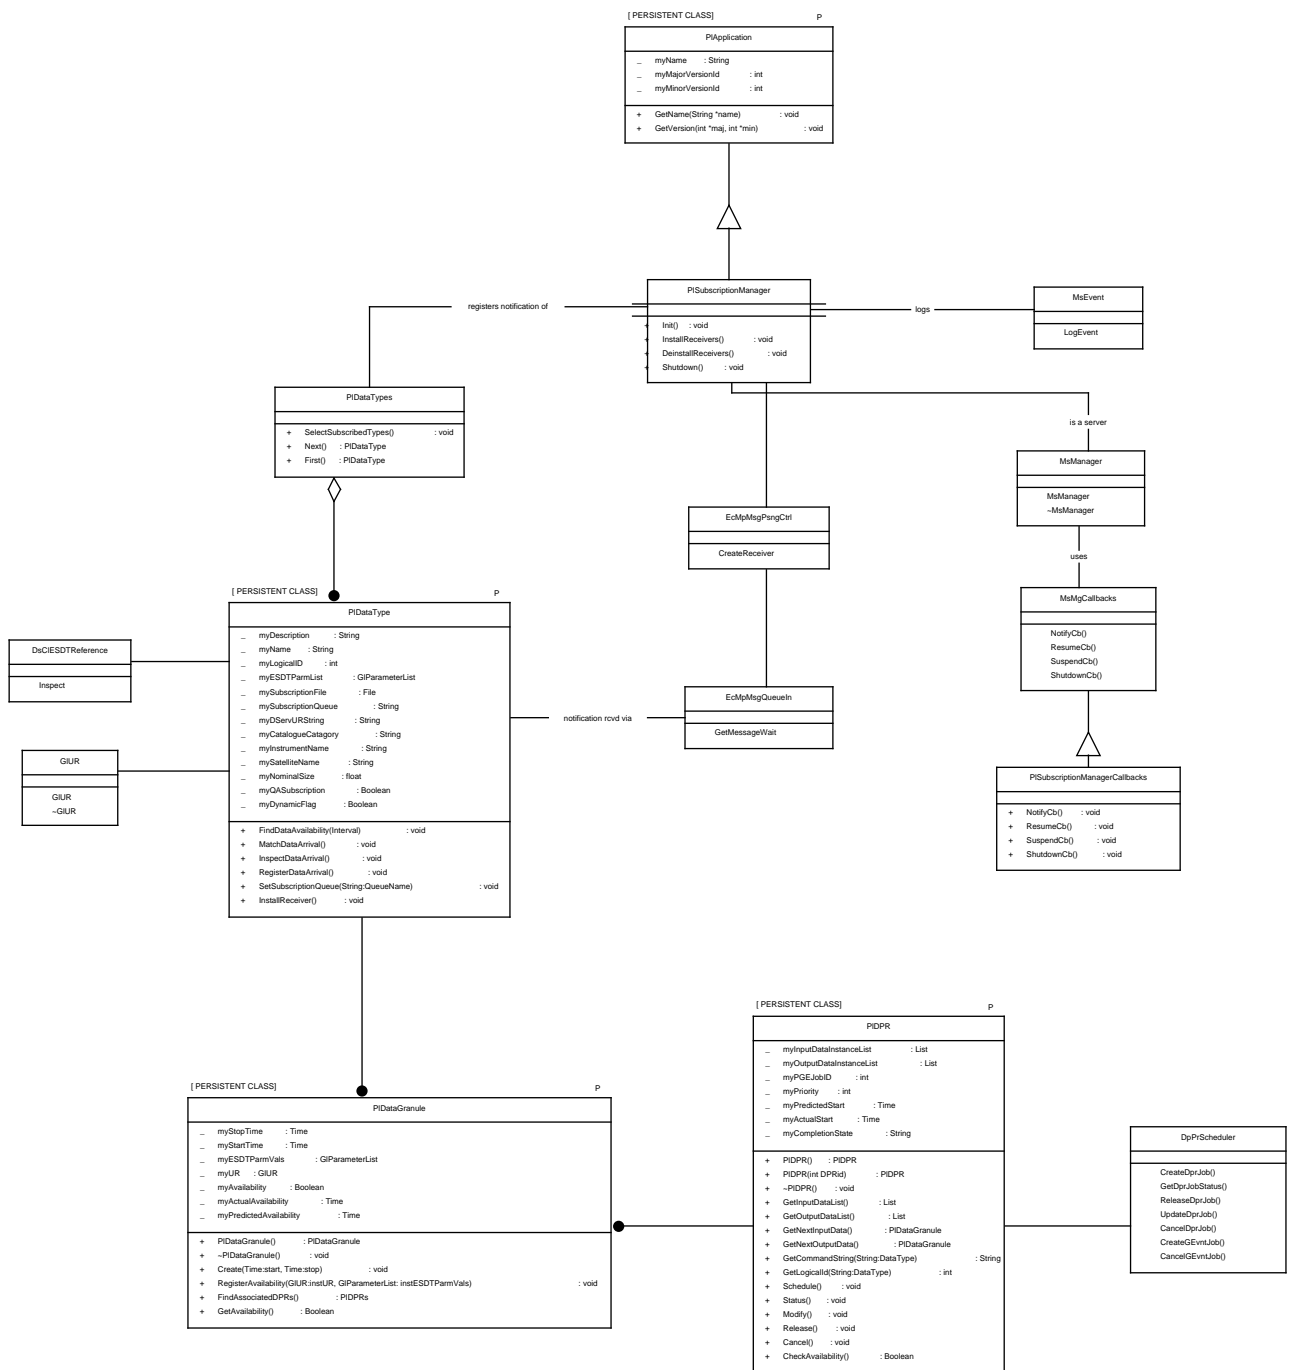 [ PERSISTENT CLASS] P
PlApplication
_ myName : String
_ myMajorVersionId : int
_ myMinorVersionId : int
+ GetName(String *name) : void
+ GetVersion(int *maj, int *min) : void
PlSubscriptionManager
+ Init() : void
+ InstallReceivers() : void
+ DeinstallReceivers() : void
+ Shutdown() : void
registers notification of
logs
MsEvent
LogEvent
PlDataTypes
+ SelectSubscribedTypes() : void
+ Next() : PlDataType
+ First() : PlDataType
is a server
MsManager
MsManager
~MsManager
uses
EcMpMsgPsngCtrl
CreateReceiver
MsMgCallbacks
NotifyCb()
ResumeCb()
SuspendCb()
ShutdownCb()
[ PERSISTENT CLASS] P
PlDataType
_ myDescription : String
_ myName : String
_ myLogicalID : int
_ myESDTParmList : GlParameterList
_ mySubscriptionFile : File
_ mySubscriptionQueue : String
_ myDServURString : String
_ myCatalogueCatagory : String
_ myInstrumentName : String
_ mySatelliteName : String
_ myNominalSize : float
_ myQASubscription : Boolean
_ myDynamicFlag : Boolean
+ FindDataAvailability(Interval) : void
+ MatchDataArrival() : void
+ InspectDataArrival() : void
+ RegisterDataArrival() : void
+ SetSubscriptionQueue(String:QueueName) : void
+ InstallReceiver() : void
DsClESDTReference
Inspect
GlUR
GlUR
~GlUR
notification rcvd via
EcMpMsgQueueIn
GetMessageWait
PlSubscriptionManagerCallbacks
+ NotifyCb() : void
+ ResumeCb() : void
+ SuspendCb() : void
+ ShutdownCb() : void
[ PERSISTENT CLASS] P
PlDataGranule
_ myStopTime : Time
_ myStartTime : Time
_ myESDTParmVals : GlParameterList
_ myUR : GlUR
_ myAvailability : Boolean
_ myActualAvailability : Time
_ myPredictedAvailability : Time
+ PlDataGranule() : PlDataGranule
+ ~PlDataGranule() : void
+ Create(Time:start, Time:stop) : void
+ RegisterAvailability(GlUR:instUR, GlParameterList: instESDTParmVals) : void
+ FindAssociatedDPRs() : PlDPRs
+ GetAvailability() : Boolean
[ PERSISTENT CLASS] P
PlDPR
_ myInputDataInstanceList : List
_ myOutputDataInstanceList : List
_ myPGEJobID : int
_ myPriority : int
_ myPredictedStart : Time
_ myActualStart : Time
_ myCompletionState : String
+ PlDPR() : PlDPR
+ PlDPR(int DPRid) : PlDPR
+ ~PlDPR() : void
+ GetInputDataList() : List
+ GetOutputDataList() : List
+ GetNextInputData() : PlDataGranule
+ GetNextOutputData() : PlDataGranule
+ GetCommandString(String:DataType) : String
+ GetLogicalId(String:DataType) : int
+ Schedule() : void
+ Status() : void
+ Modify() : void
+ Release() : void
+ Cancel() : void
+ CheckAvailability() : Boolean
DpPrScheduler
CreateDprJob()
GetDprJobStatus()
ReleaseDprJob()
UpdateDprJob()
CancelDprJob()
CreateGEvntJob()
CancelGEvntJob()